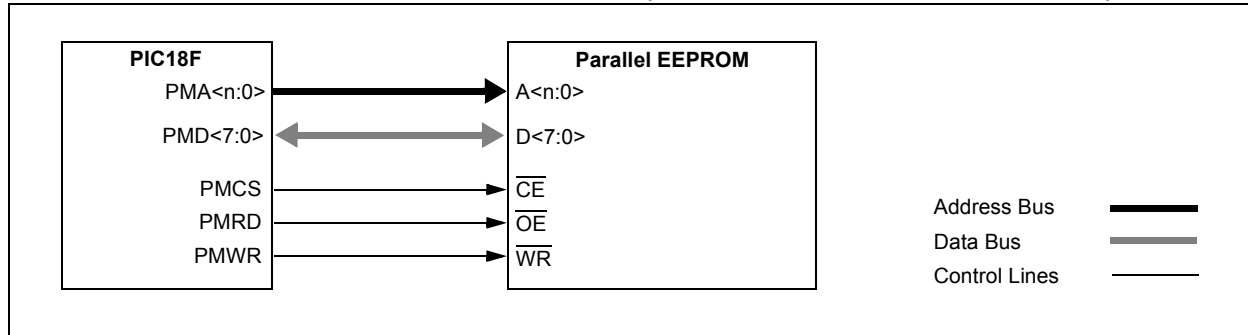 PIC18F
Parallel EEPROM
PMA<n:0>
A<n:0>
PMD<7:0>
D<7:0>
PMCS
CE
PMRD
OE
PMWR
WR
Address Bus
Data Bus
Control Lines